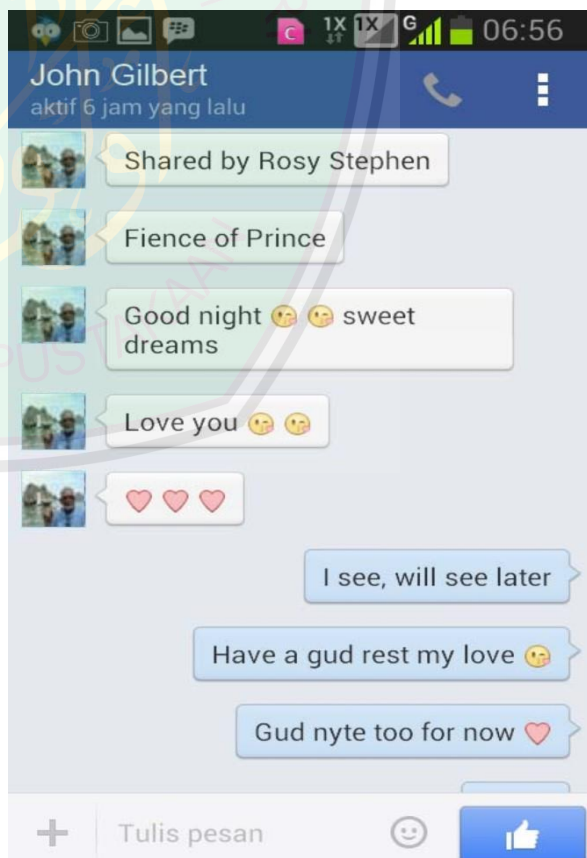 1X 1X G 06:56
John Gilbert
aktif 6 jam yang lalu
Shared by Rosy Stephen
Fience of Prince
Good night 😘 😘 sweet
dreams
Love you 😘 😘
♡ ♡ ♡
I see, will see later
Have a gud rest my love 😘
Gud nyte too for now ♡
Tulis pesan